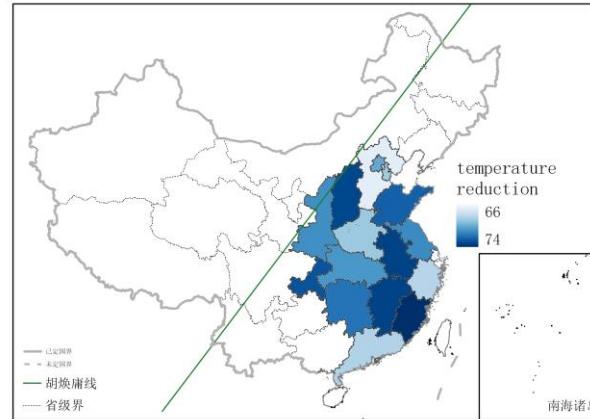 temperature
reduction
66
74
已定国界
未定国界
胡焕庸线
省级界
南海诸岛